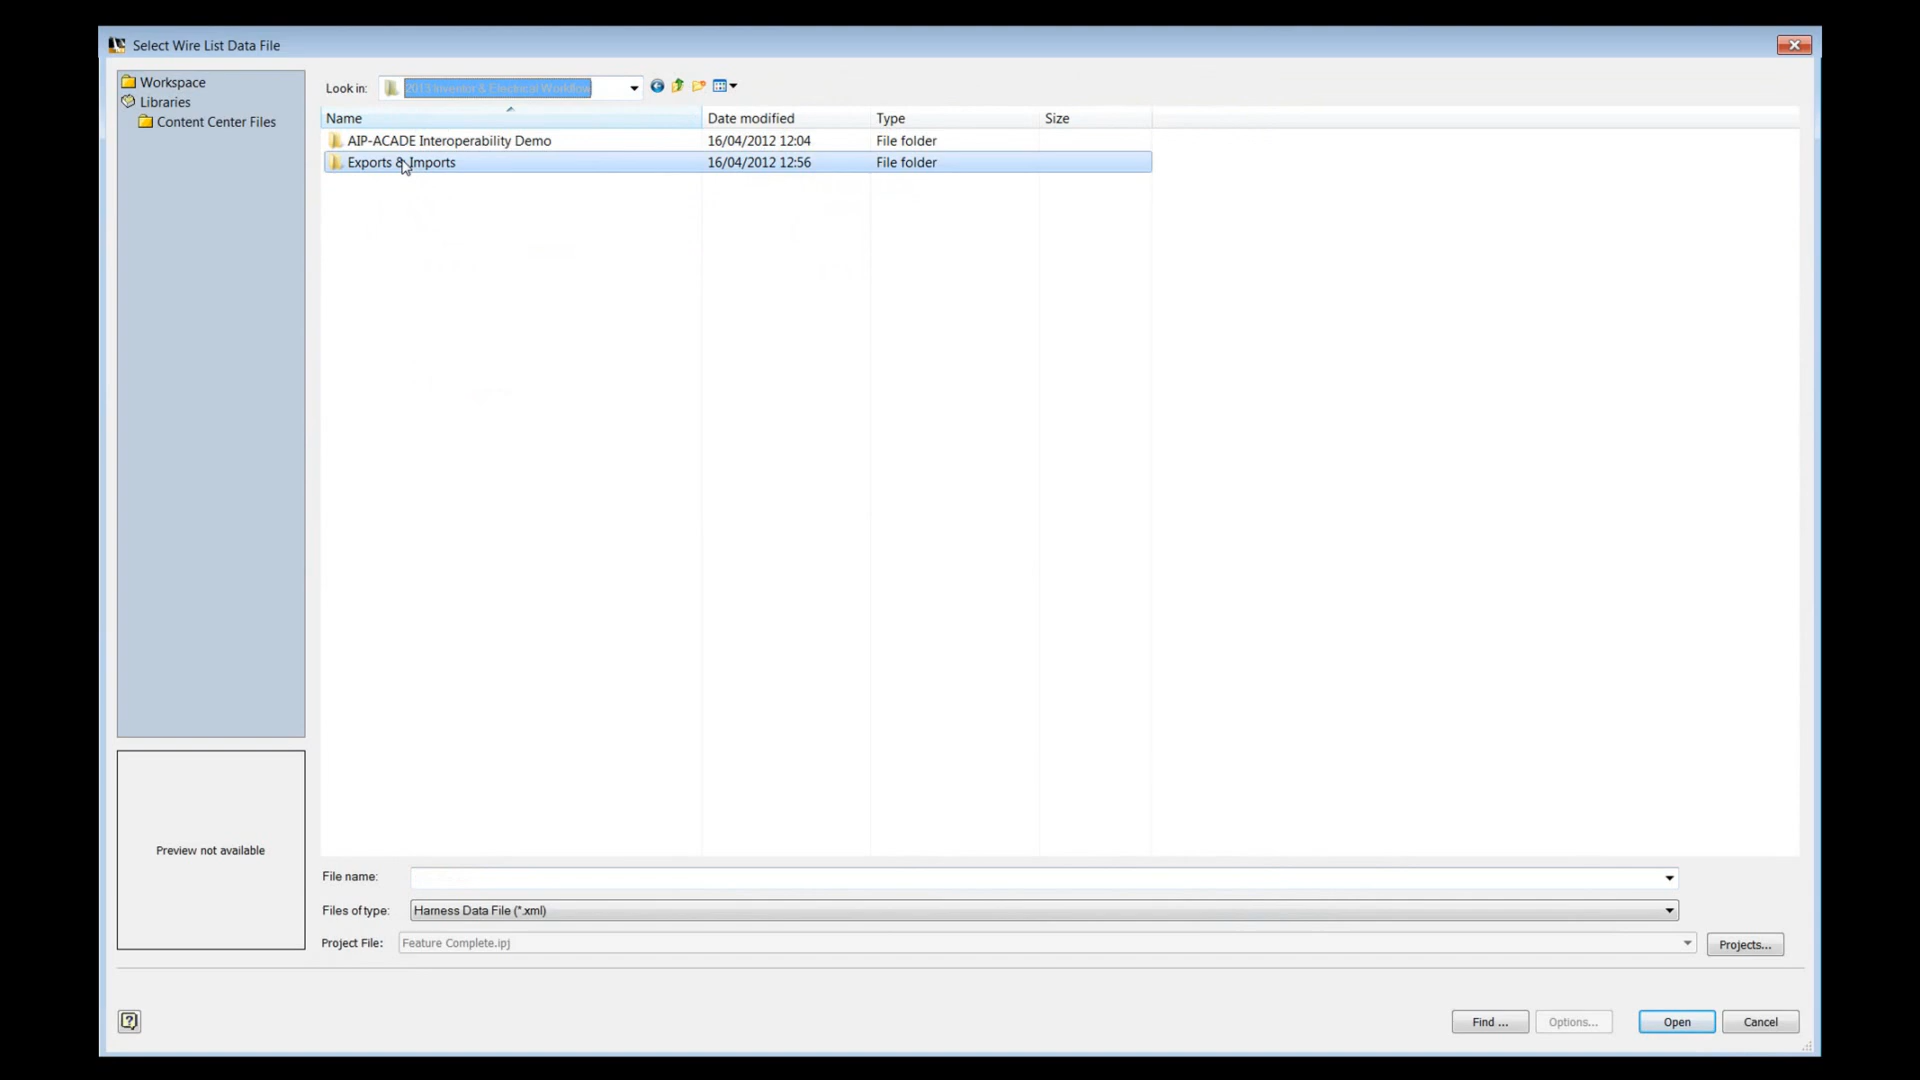 Select Wire List Data File
Workspace
Libraries
Content Center Files
Look in: 2013 Inventor & Electrical Workflow
Name Date modified Type Size
AIP-ACADE Interoperability Demo 16/04/2012 12:04 File folder
Exports & Imports 16/04/2012 12:56 File folder
Preview not available
File name:
Files of type: Harness Data File (*.xml)
Project File: Feature Complete.ipj Projects...
Find ... Options... Open Cancel